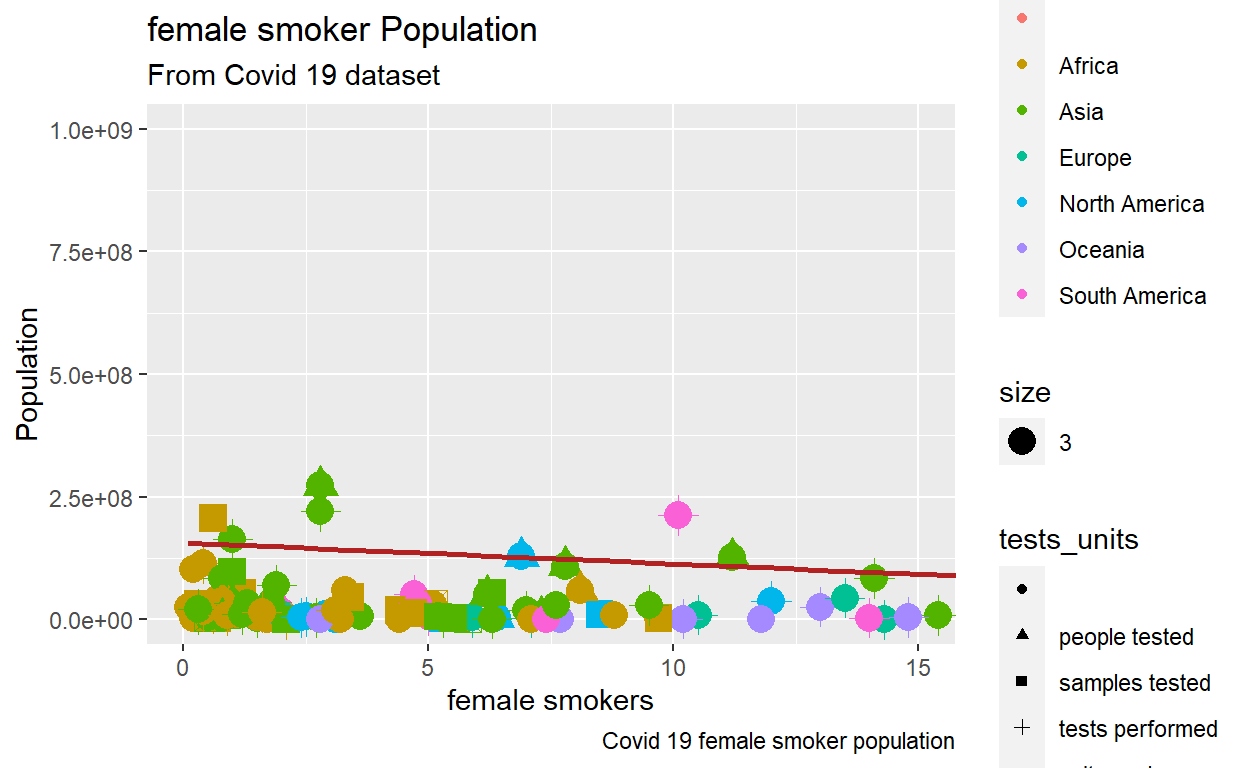 female smoker Population
From Covid 19 dataset
1.0e+09
7.5e+08
5.0e+08
2.5e+08
0.0e+00
Population
0
5
10
15
female smokers
Covid 19 female smoker population
Africa
Asia
Europe
North America
Oceania
South America
size
3
tests_units
people tested
samples tested
tests performed